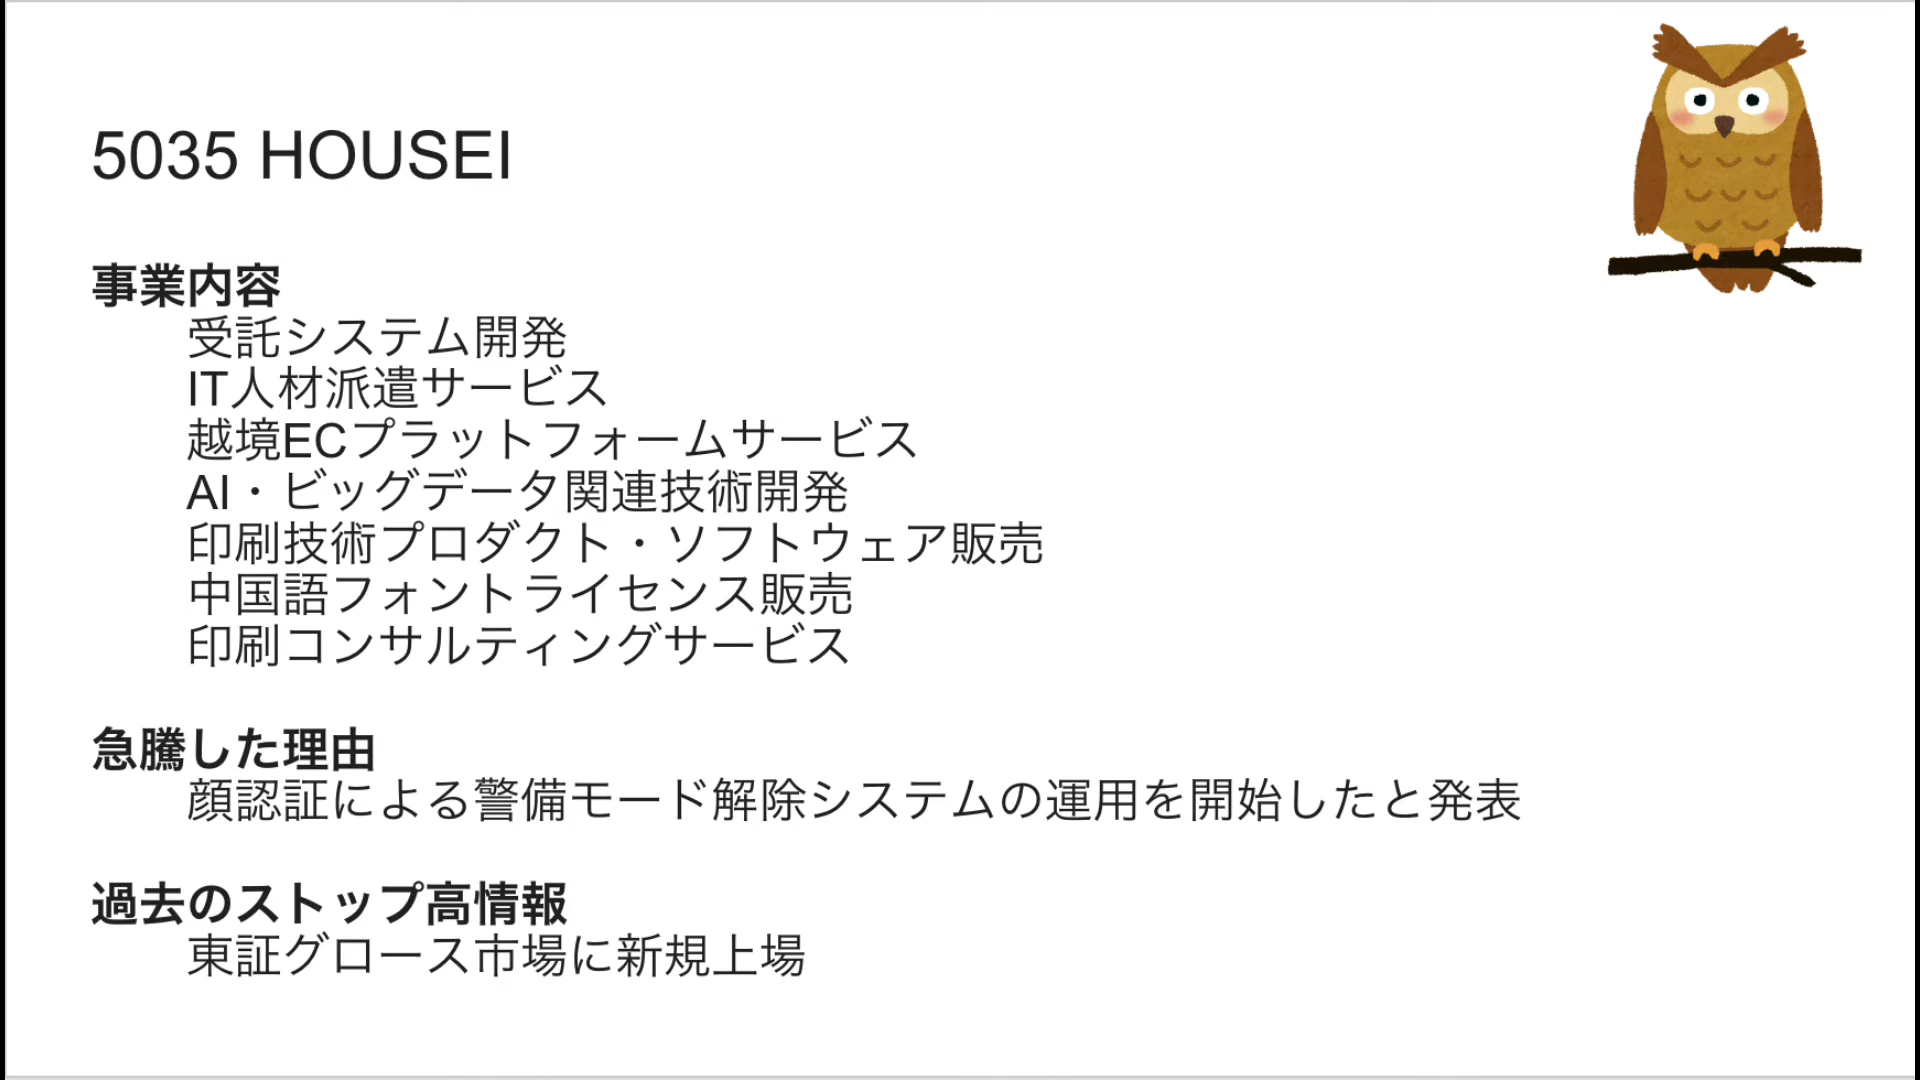 5035 HOUSEI
事業内容
受託システム開発
IT人材派遣サービス
越境ECプラットフォームサービス
AI・ビッグデータ関連技術開発
印刷技術プロダクト・ソフトウェア販売
中国語フォントライセンス販売
印刷コンサルティングサービス
急騰した理由
顔認証による警備モード解除システムの運用を開始したと発表
過去のストップ高情報
東証グロース市場に新規上場